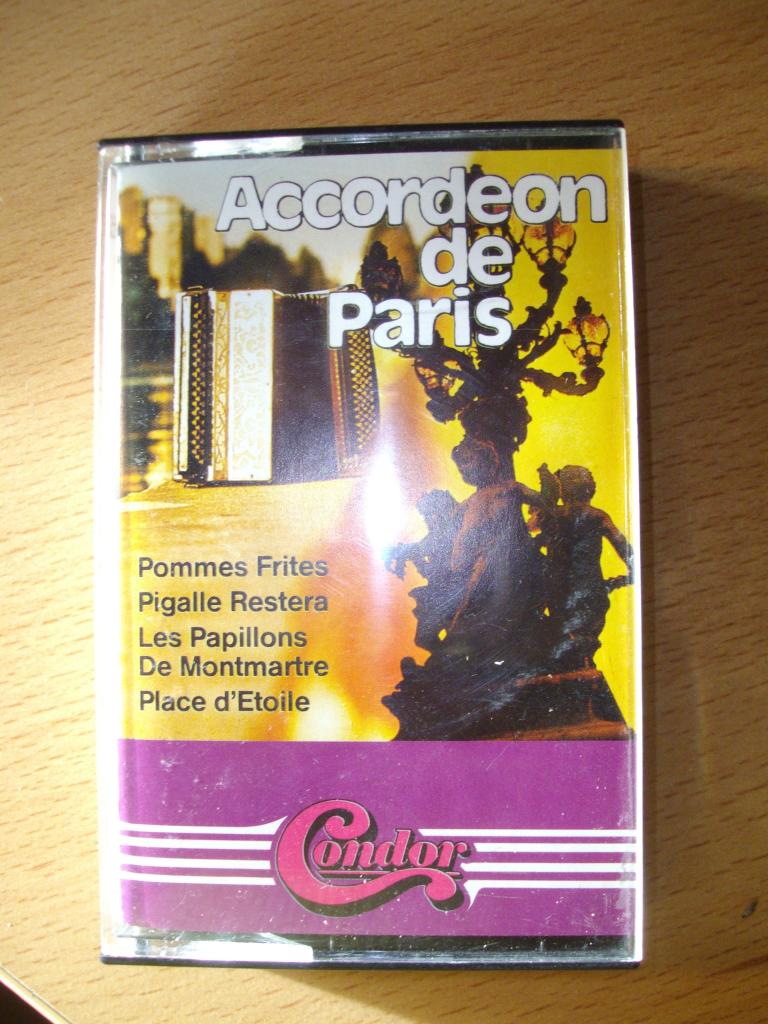 Accordeon
de
Paris
Pommes Frites
Pigalle Restera
Les Papillons
De Montmartre
Place d'Etoile
Condor